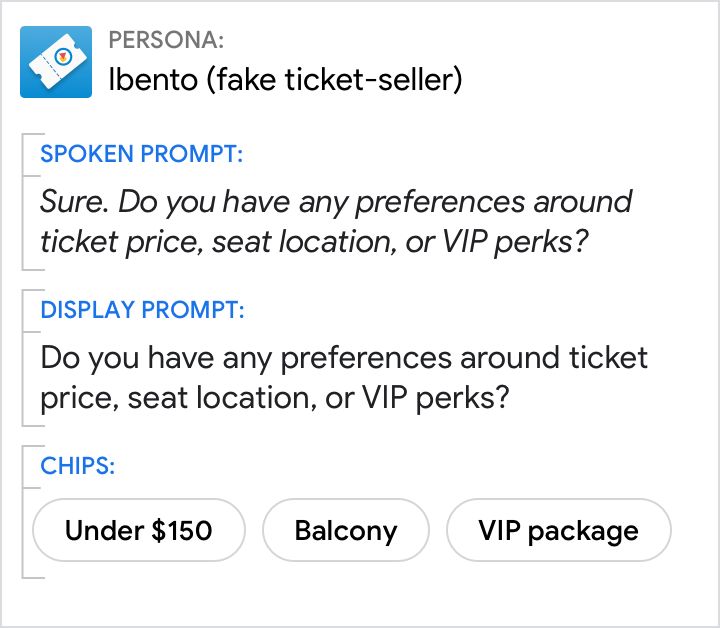 PERSONA:
Ibento (fake ticket-seller)
SPOKEN PROMPT:
Sure. Do you have any preferences around
ticket price, seat location, or VIP perks?
DISPLAY PROMPT:
Do you have any preferences around ticket
price, seat location, or VIP perks?
CHIPS:
Under $150
Balcony
VIP package